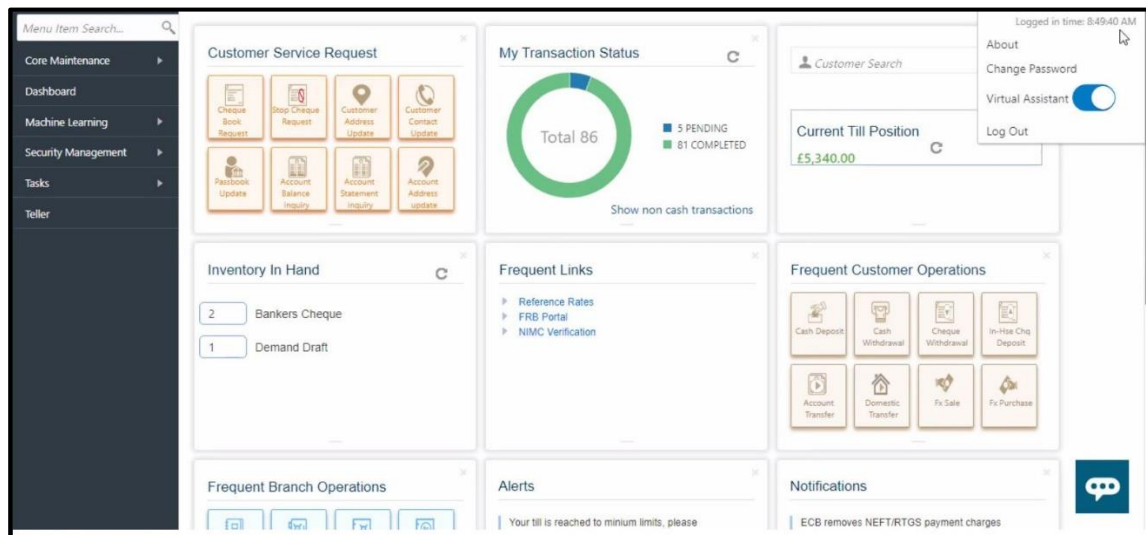 Menu Item Search...
Core Maintenance
Dashboard
Machine Learning
Security Management
Tasks
Teller
Customer Service Request
Cheque Book Request
Stop Cheque Request
Customer Address Update
Customer Contact Update
Passbook Update
Account Balance Inquiry
Account Statement Inquiry
Account Address update
My Transaction Status
Total 86
5 PENDING
81 COMPLETED
Show non cash transactions
Customer Search
Current Till Position
£5,340.00
Logged in time: 8:49:40 AM
About
Change Password
Virtual Assistant
Log Out
Inventory In Hand
2 Bankers Cheque
1 Demand Draft
Frequent Links
Reference Rates
FRB Portal
NIMC Verification
Frequent Customer Operations
Cash Deposit
Cash Withdrawal
Cheque Withdrawal
In-Hse Chq Deposit
Account Transfer
Domestic Transfer
Fx Sale
Fx Purchase
Frequent Branch Operations
Alerts
Your till is reached to minium limits, please
Notifications
ECB removes NEFT/RTGS payment charges